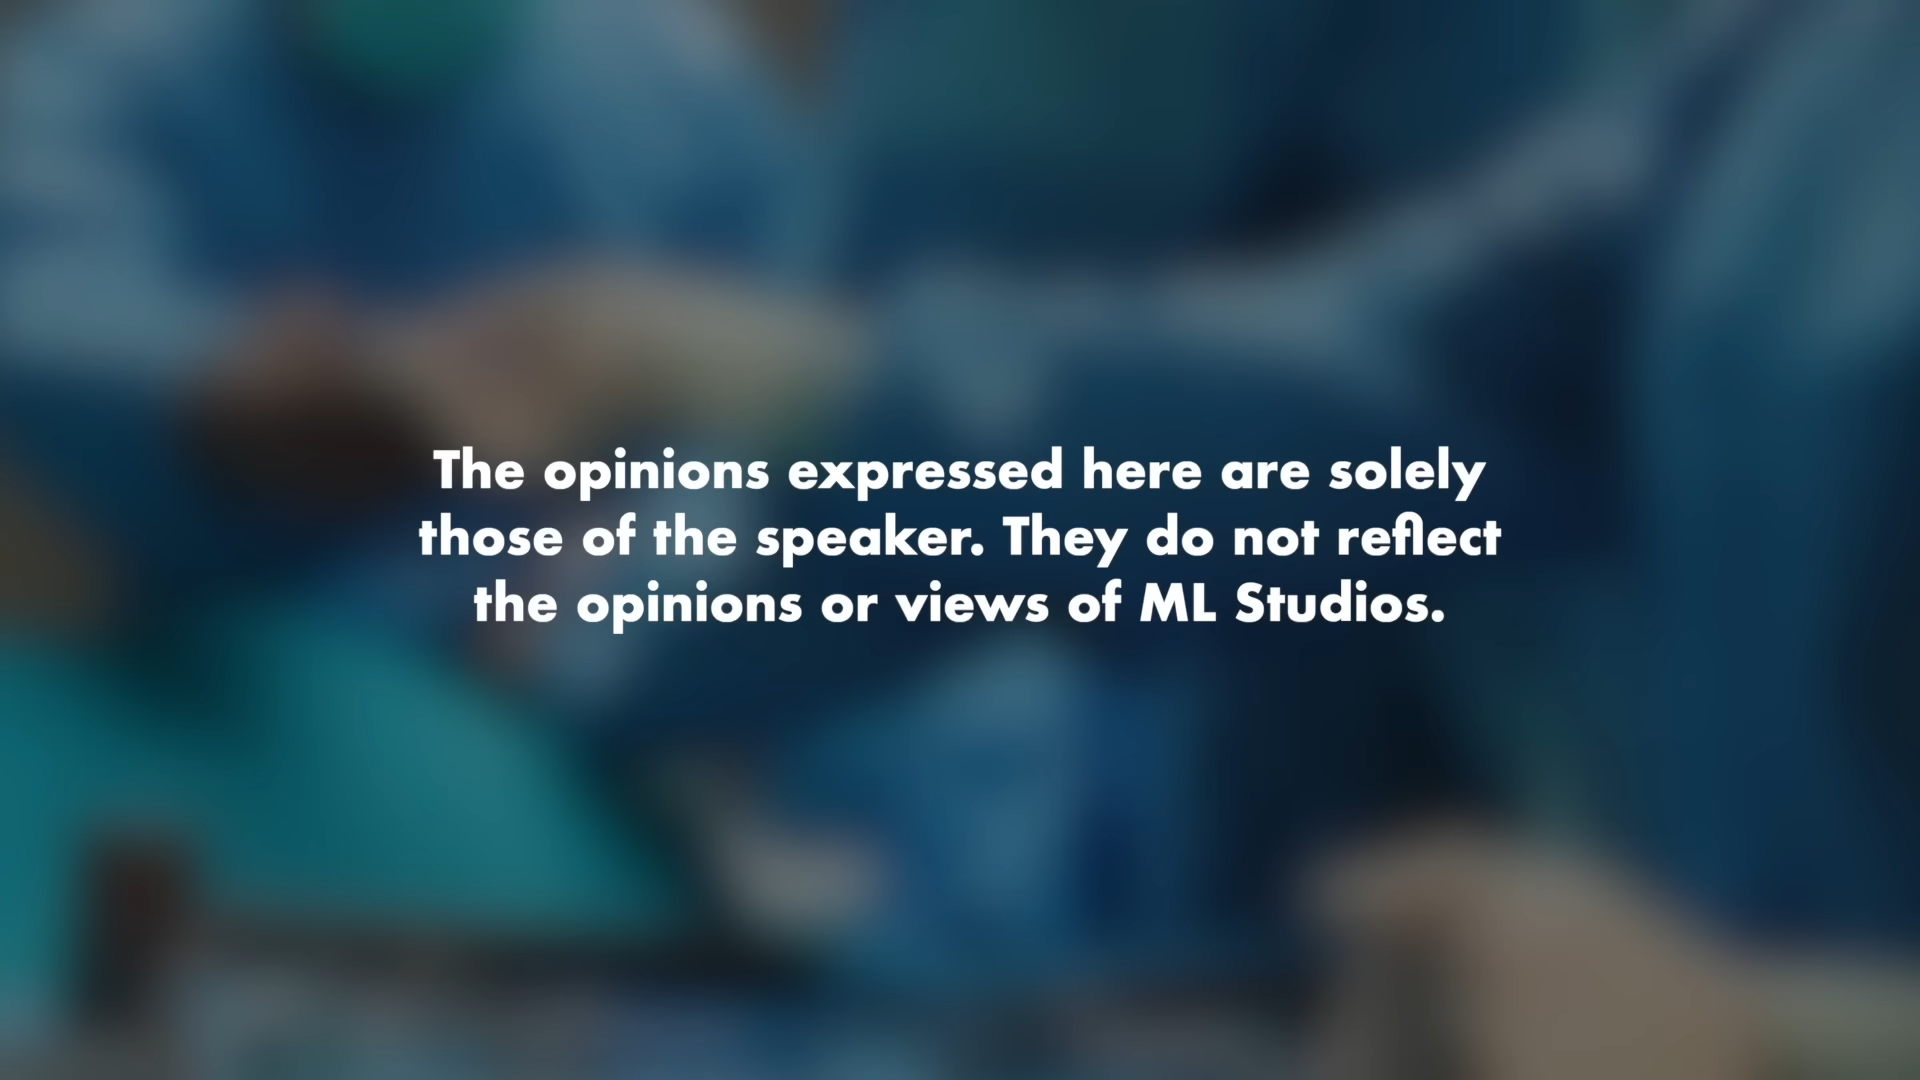 The opinions expressed here are solely
those of the speaker. They do not reflect
the opinions or views of ML Studios.